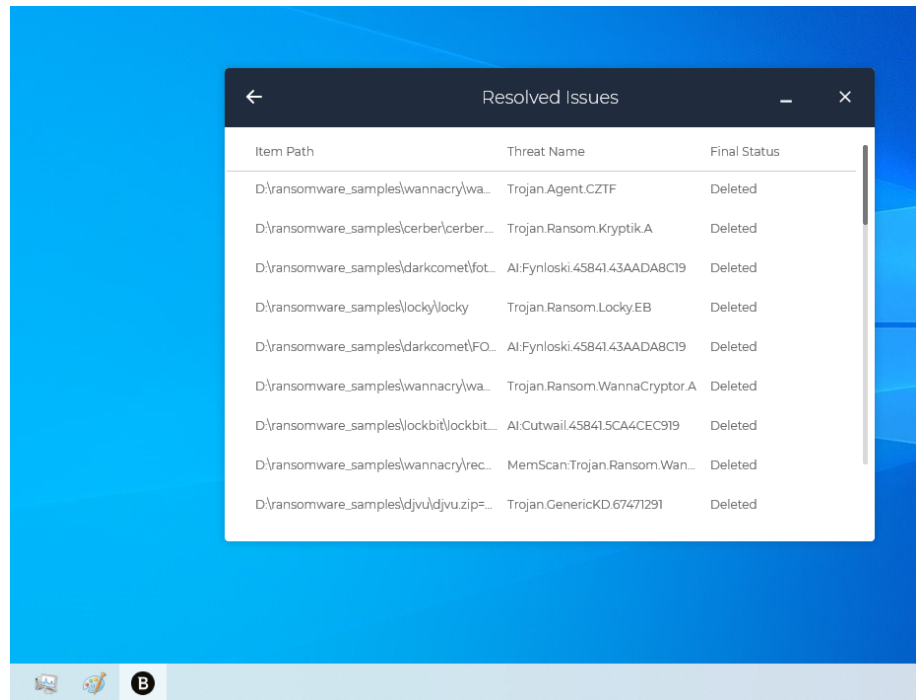 Resolved Issues
Item Path Threat Name Final Status
D:\ransomware_samples\wannacry\wa... Trojan.Agent.CZTF Deleted
D:\ransomware_samples\cerber\cerber.... Trojan.Ransom.Kryptik.A Deleted
D:\ransomware_samples\darkcomet\fot... AI:Fynloski.45841.43AADA8C19 Deleted
D:\ransomware_samples\locky\locky Trojan.Ransom.Locky.EB Deleted
D:\ransomware_samples\darkcomet\FO... AI:Fynloski.45841.43AADA8C19 Deleted
D:\ransomware_samples\wannacry\wa... Trojan.Ransom.WannaCryptor.A Deleted
D:\ransomware_samples\lockbit\lockbit.... AI:Cutwail.45841.5CA4CEC919 Deleted
D:\ransomware_samples\wannacry\rec... MemScan:Trojan.Ransom.Wan... Deleted
D:\ransomware_samples\djvu\djvu.zip=... Trojan.GenericKD.67471291 Deleted
B